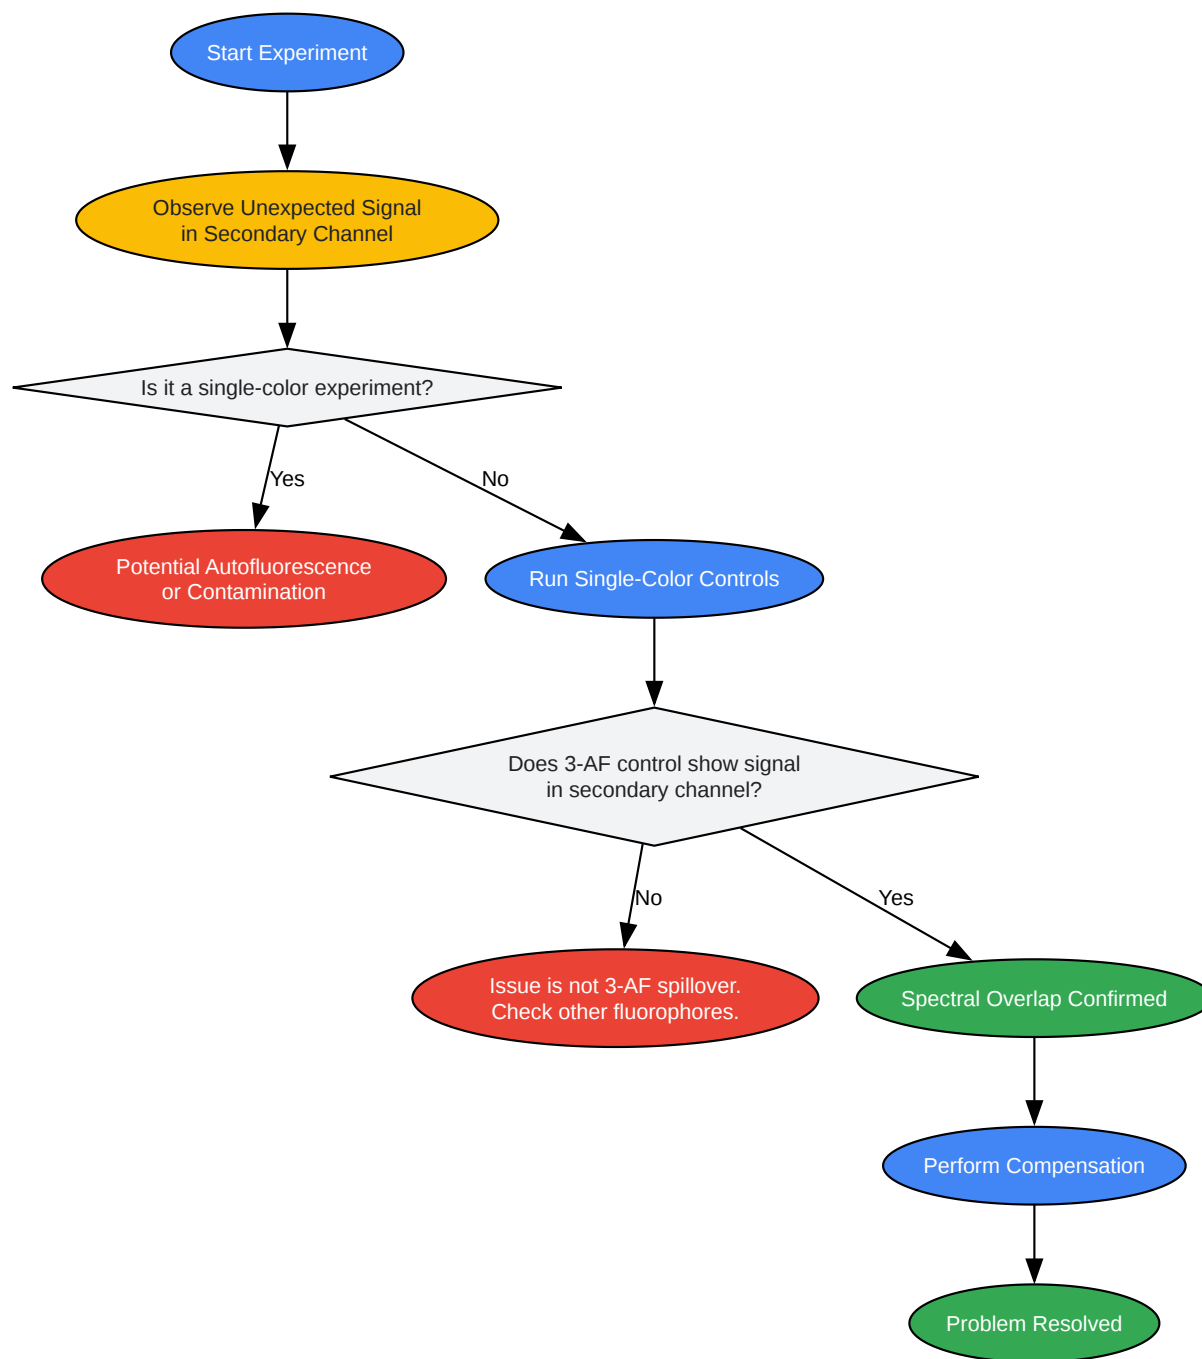 Start Experiment
Observe Unexpected Signal
in Secondary Channel
Is it a single-color experiment?
Yes
No
Potential Autofluorescence
or Contamination
Run Single-Color Controls
Does 3-AF control show signal
in secondary channel?
No
Yes
Issue is not 3-AF spillover.
Check other fluorophores.
Spectral Overlap Confirmed
Perform Compensation
Problem Resolved